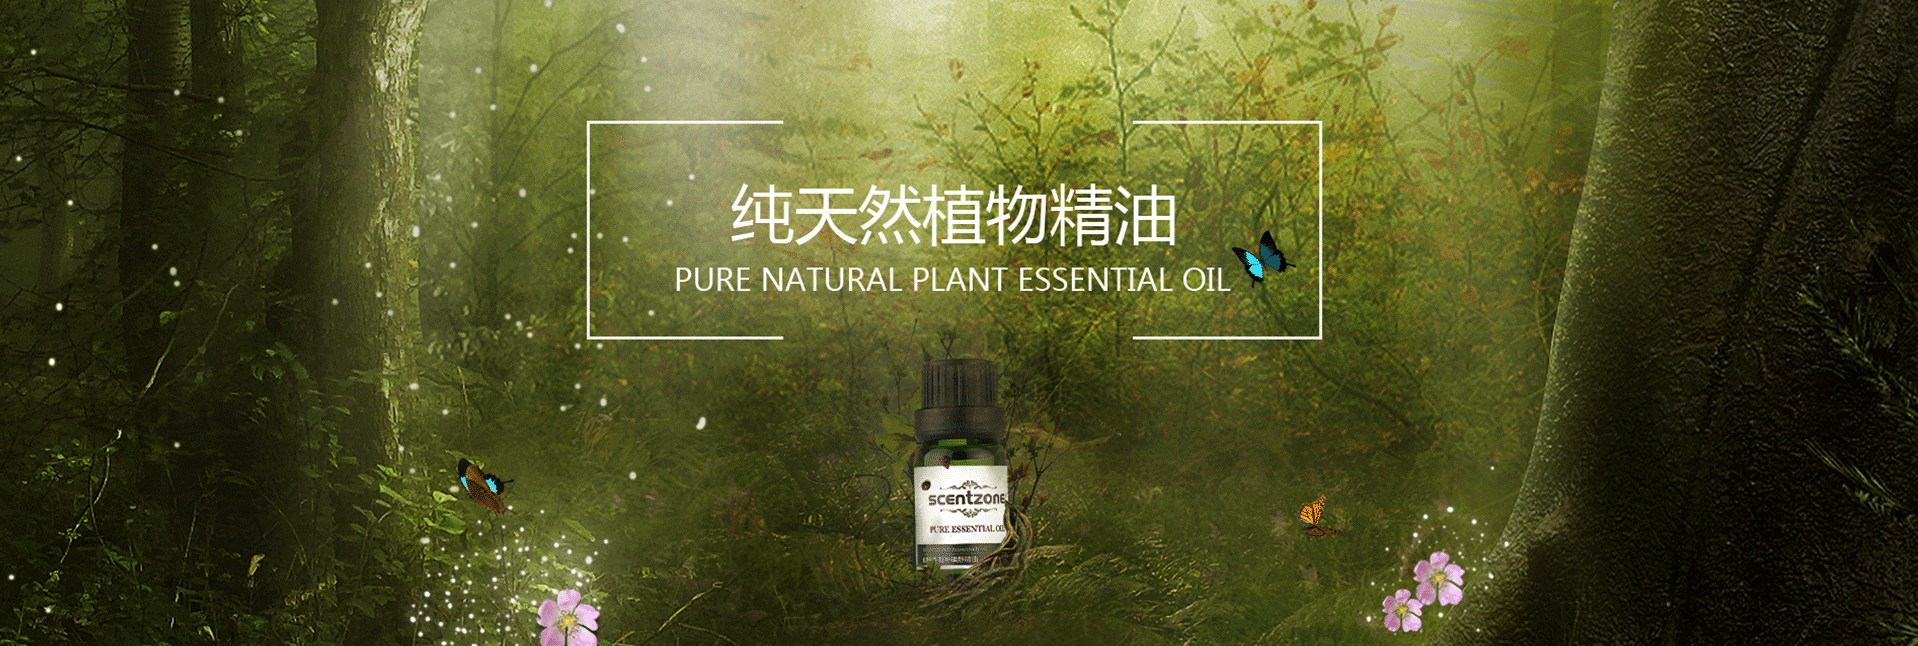 纯天然植物精油
PURE NATURAL PLANT ESSENTIAL OIL
scentzone
PURE ESSENTIAL OIL